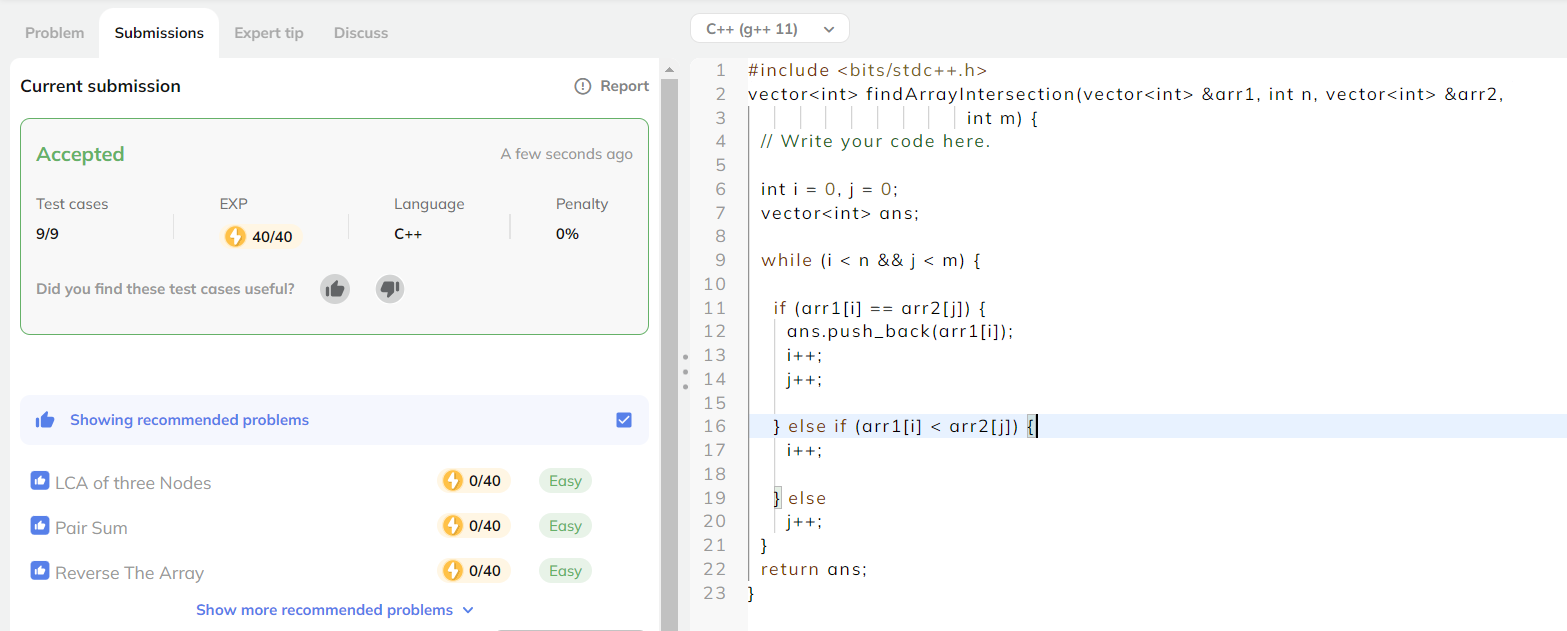 Problem
Submissions
Expert tip
Discuss
Current submission
Report
Accepted
A few seconds ago
Test cases
EXP
Language
Penalty
9/9
40/40
C++
0%
Did you find these test cases useful?
Showing recommended problems
LCA of three Nodes
0/40
Easy
Pair Sum
0/40
Easy
Reverse The Array
0/40
Easy
Show more recommended problems
C++ (g++ 11)
1 #include <bits/stdc++.h>
2 vector<int> findArrayIntersection(vector<int> &arr1, int n, vector<int> &arr2,
3 int m) {
4 // Write your code here.
5
6 int i = 0, j = 0;
7 vector<int> ans;
8
9 while (i < n && j < m) {
10
11 if (arr1[i] == arr2[j]) {
12 ans.push_back(arr1[i]);
13 i++;
14 j++;
15
16 } else if (arr1[i] < arr2[j]) {
17 i++;
18
19 } else
20 j++;
21 }
22 return ans;
23 }